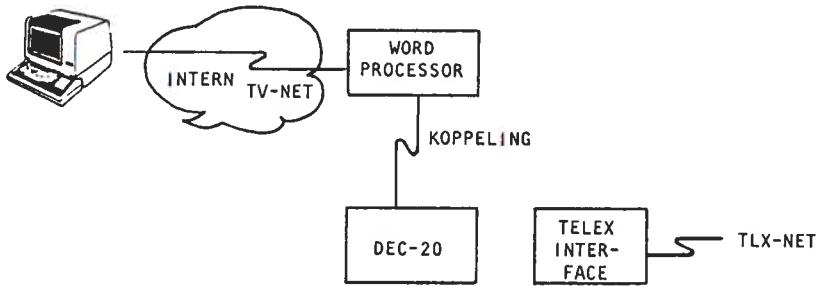 WORD
PROCESSOR
INTERN TV-NET
KOPPELING
DEC-20
TELEX
INTER-
FACE
TLX-NET